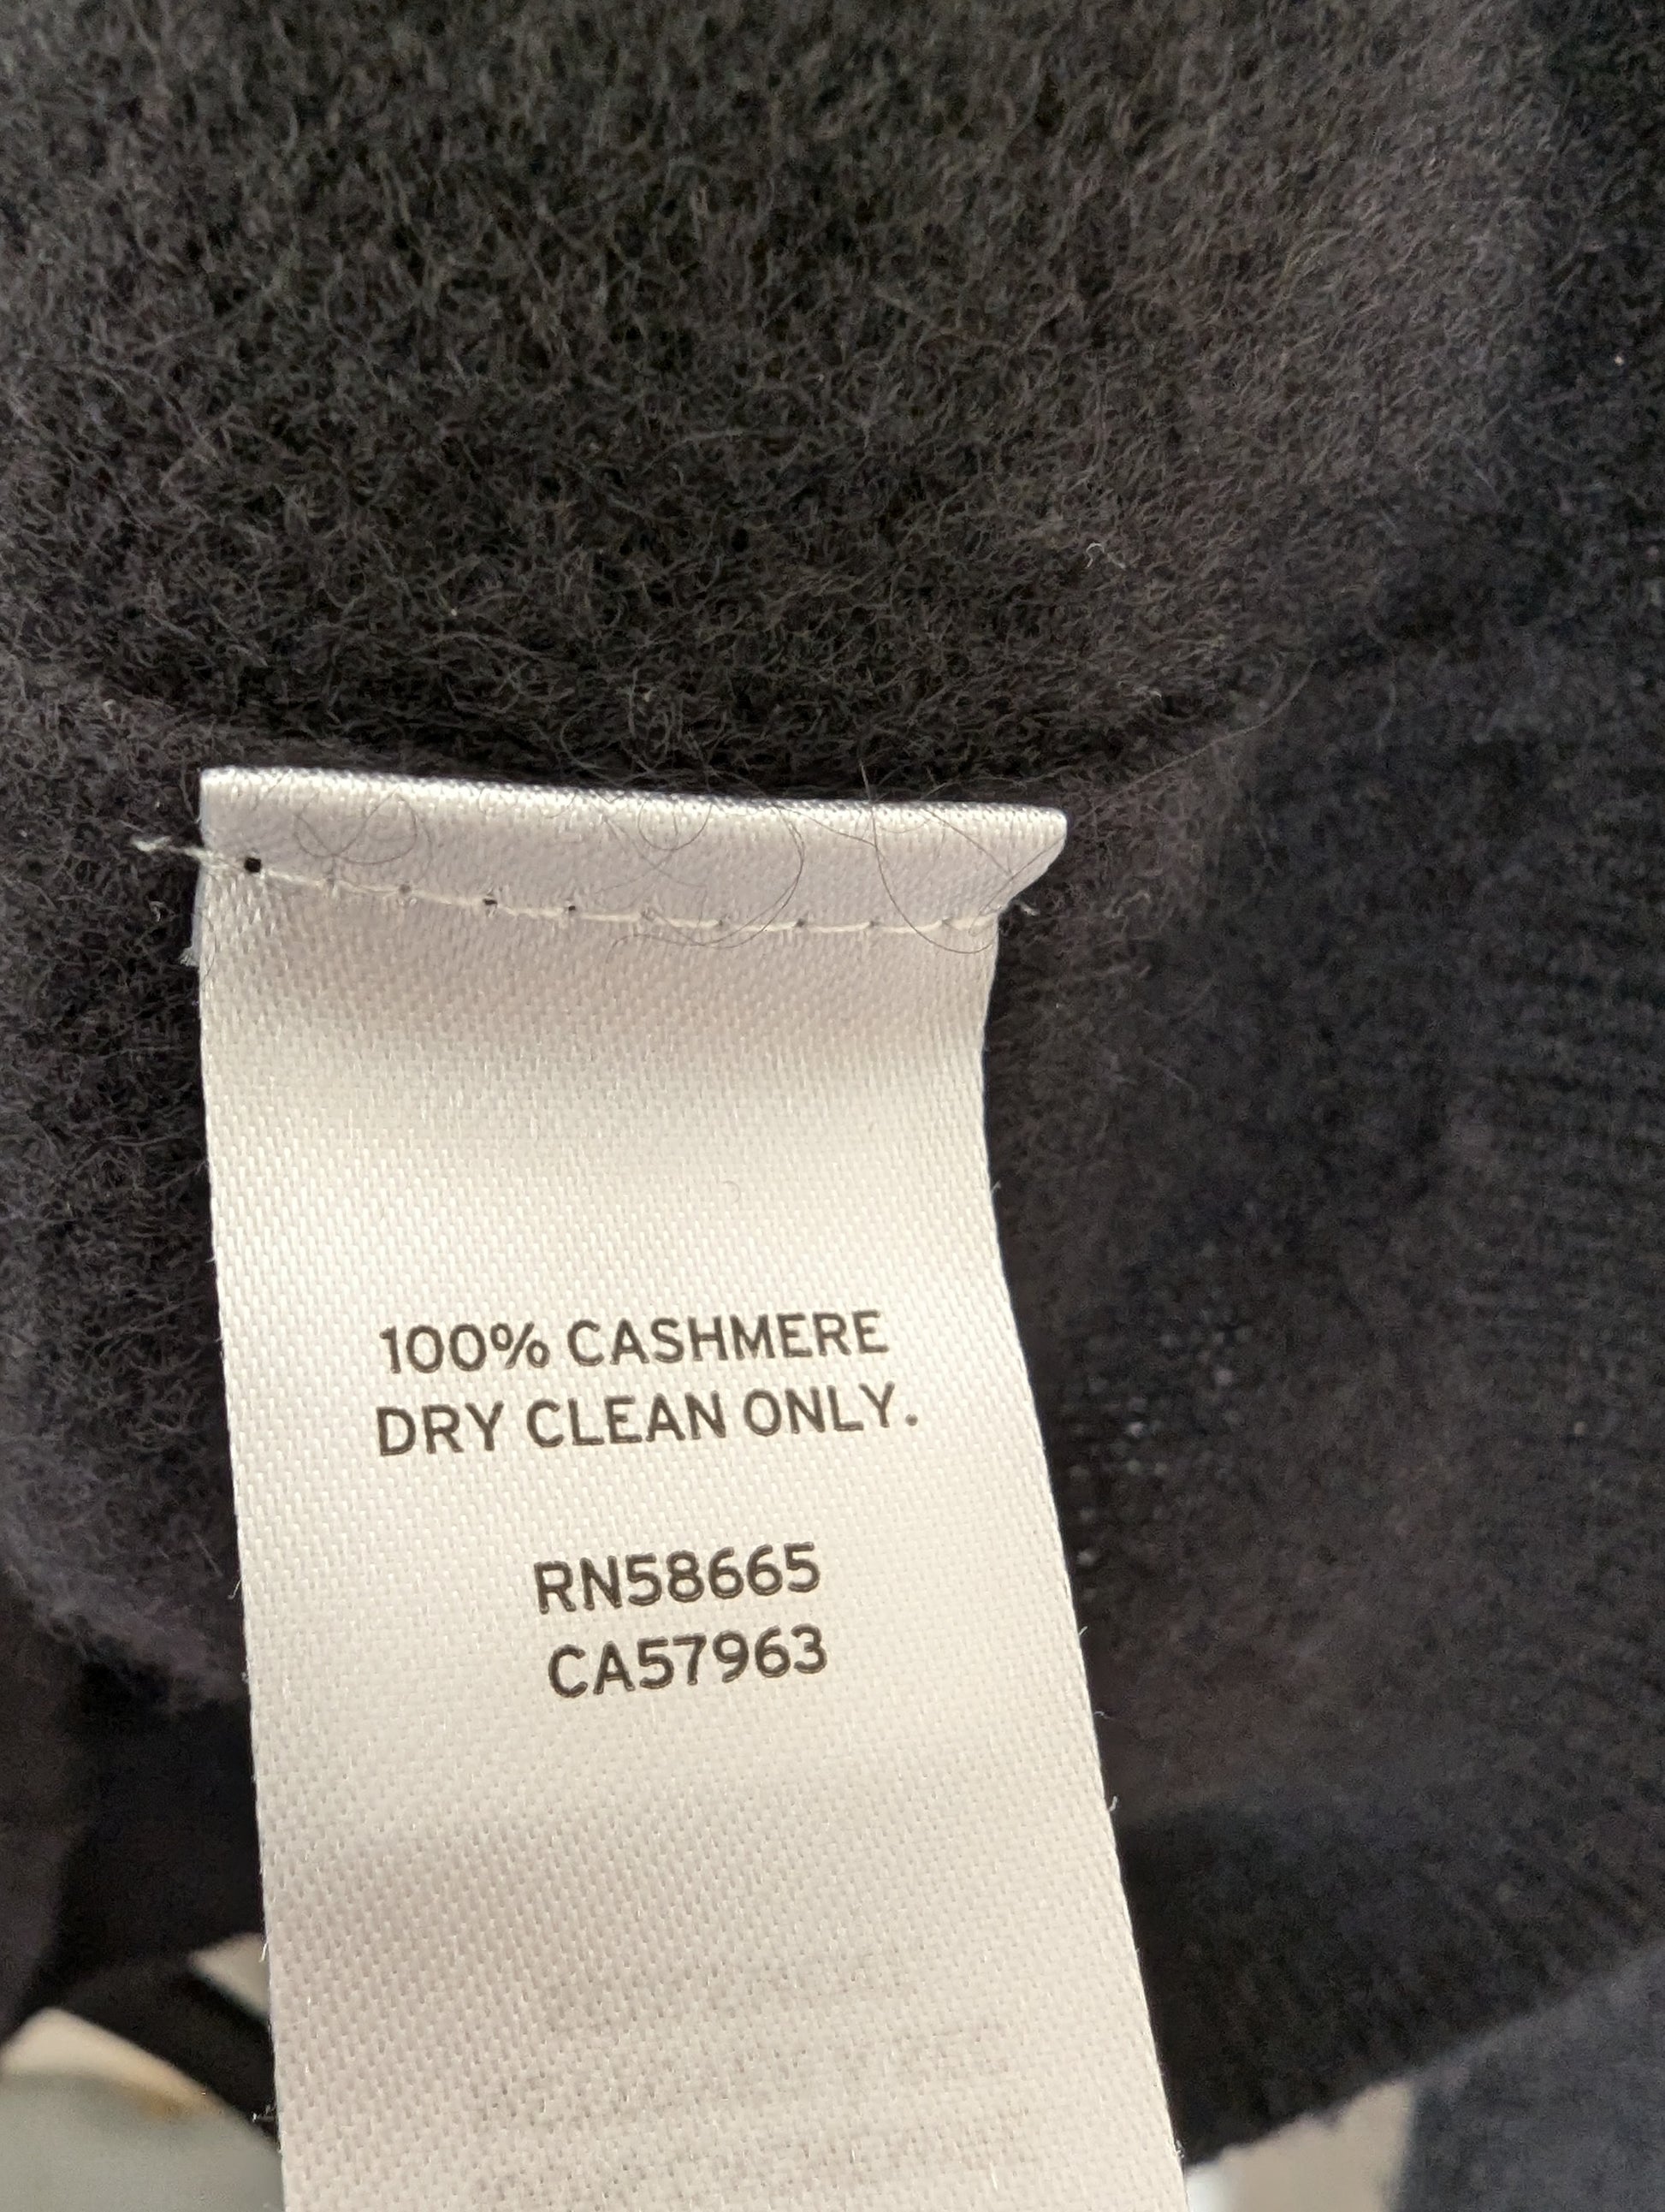 100% CASHMERE
DRY CLEAN ONLY.
RN58665
CA57963